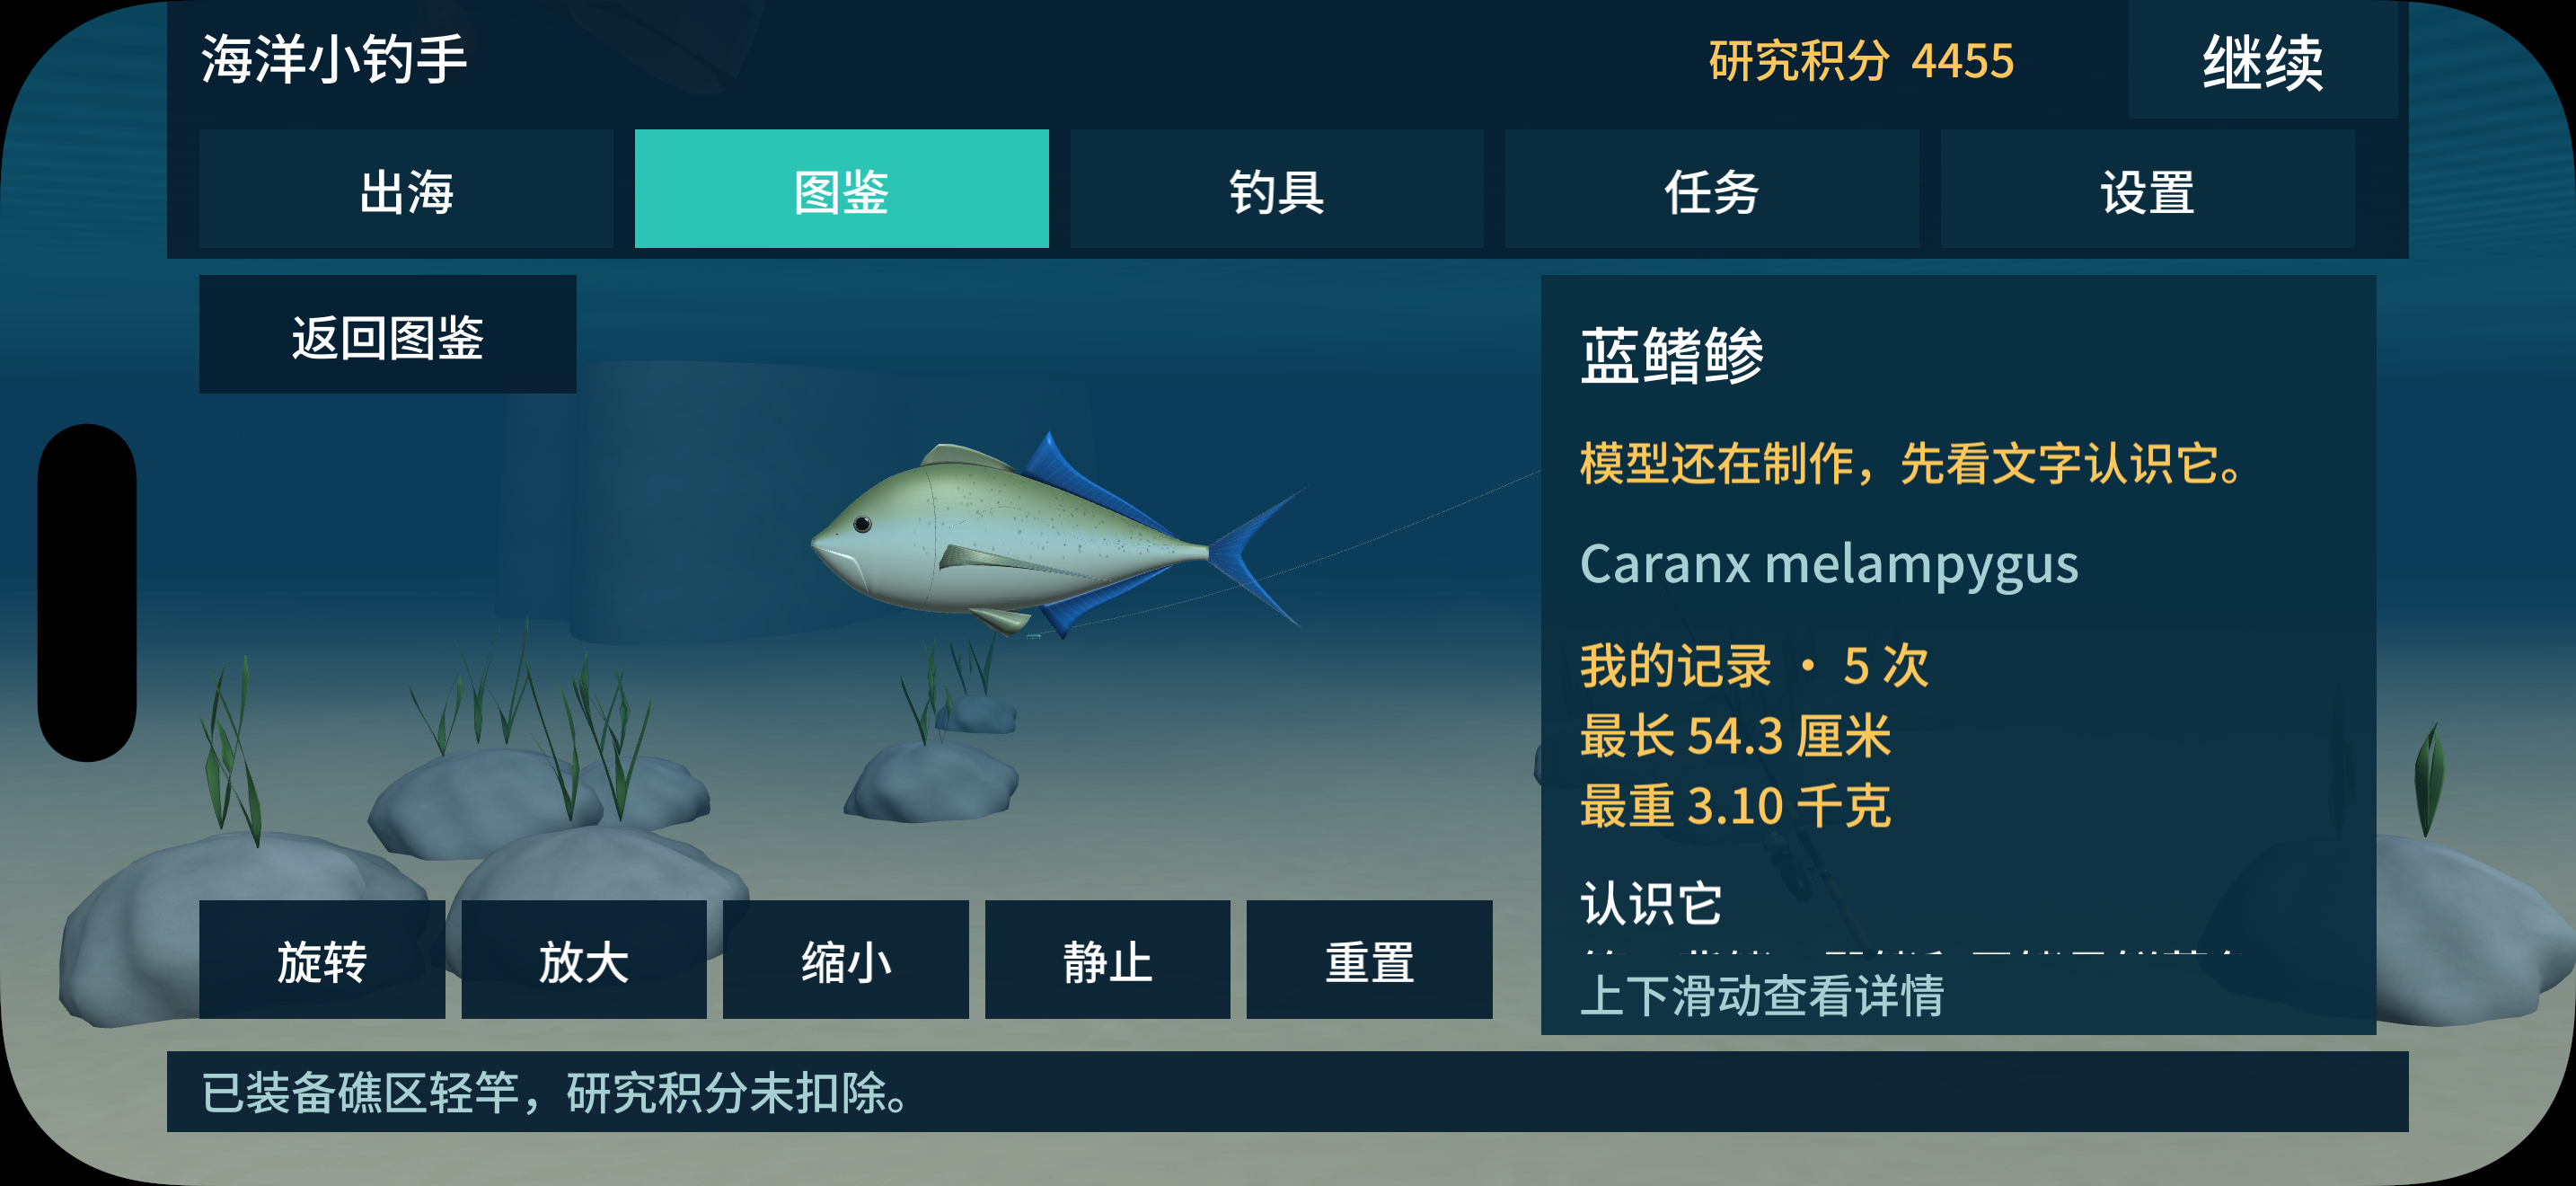 海洋小钓手
研究积分 4455
继续
出海
图鉴
钓具
任务
设置
返回图鉴
蓝鳍鲹
模型还在制作，先看文字认识它。
Caranx melampygus
我的记录 · 5 次
最长 54.3 厘米
最重 3.10 千克
认识它
上下滑动查看详情
旋转
放大
缩小
静止
重置
已装备礁区轻竿，研究积分未扣除。